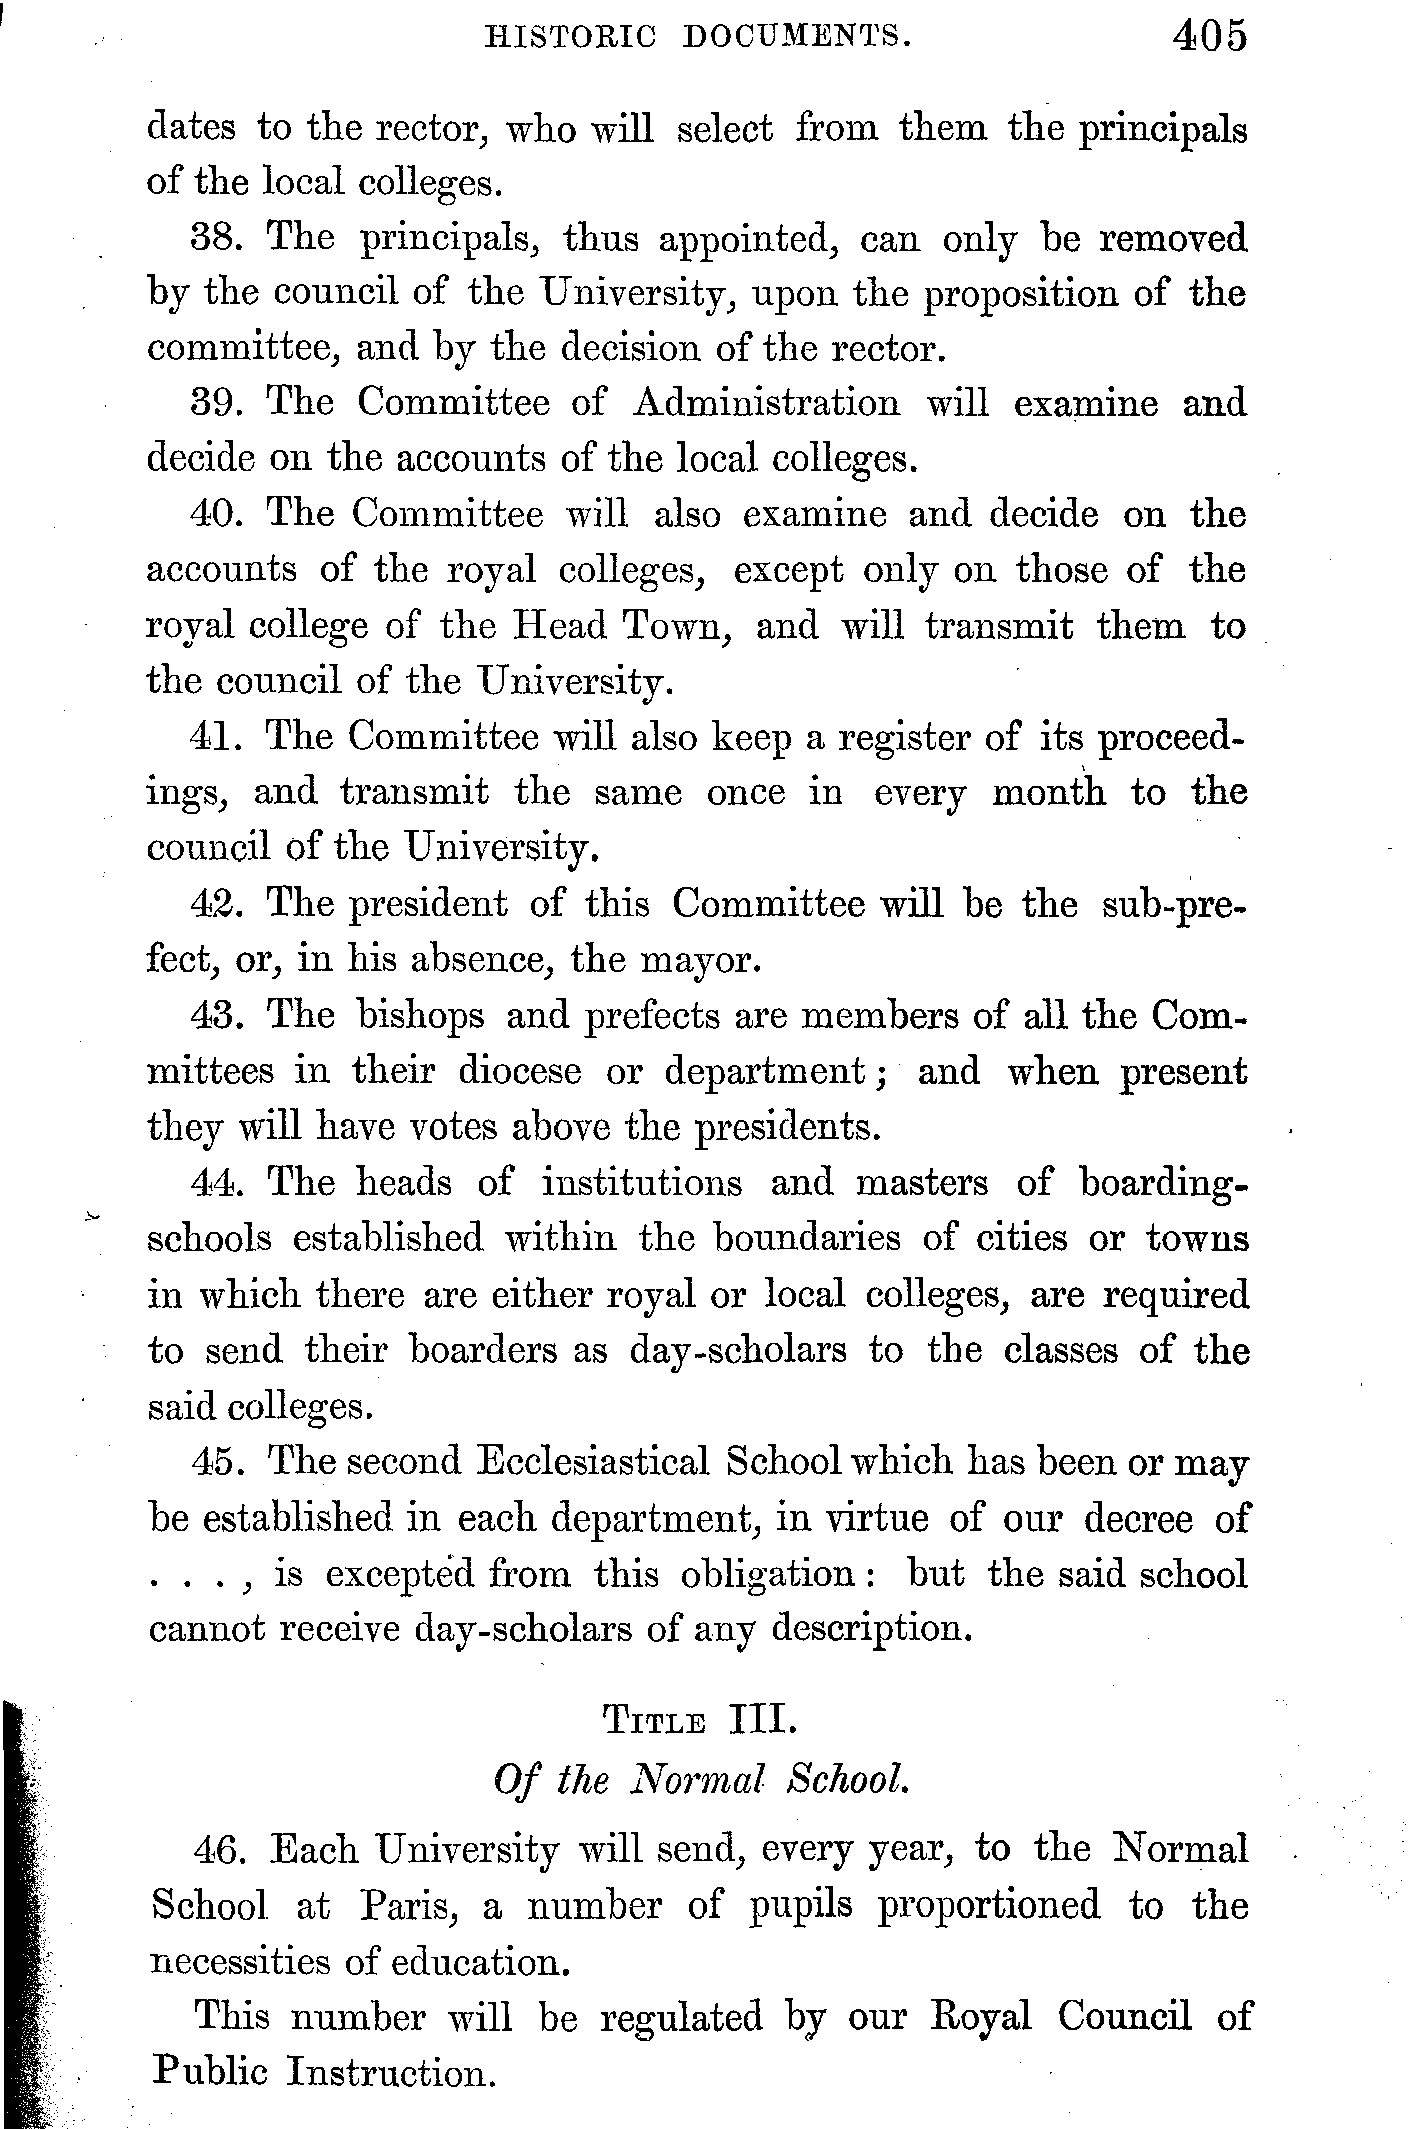 HISTORIC DOCUMENTS. 405
dates to the rector, who will select from them the principals
of the local colleges.
38. The principals, thus appointed, can only be removed
by the council of the University, upon the proposition of the
committee, and by the decision of the rector.
39. The Committee of Administration will examine and
decide on the accounts of the local colleges.
40. The Committee will also examine and decide on the
accounts of the royal colleges, except only on those of the
royal college of the Head Town, and will transmit them to
the council of the University.
41. The Committee will also keep a register of its proceed-
ings, and transmit the same once in every month to the
council of the University.
42. The president of this Committee will be the sub-pre-
fect, or, in his absence, the mayor.
43. The bishops and prefects are members of all the Com-
mittees in their diocese or department; and when present
they will have votes above the presidents.
44. The heads of institutions and masters of boarding-
schools established within the boundaries of cities or towns
in which there are either royal or local colleges, are required
to send their boarders as day-scholars to the classes of the
said colleges.
45. The second Ecclesiastical School which has been or may
be established in each department, in virtue of our decree of
. . . , is excepted from this obligation: but the said school
cannot receive day-scholars of any description.
TITLE III.
Of the Normal School.
46. Each University will send, every year, to the Normal
School at Paris, a number of pupils proportioned to the
necessities of education.
This number will be regulated by our Royal Council of
Public Instruction.